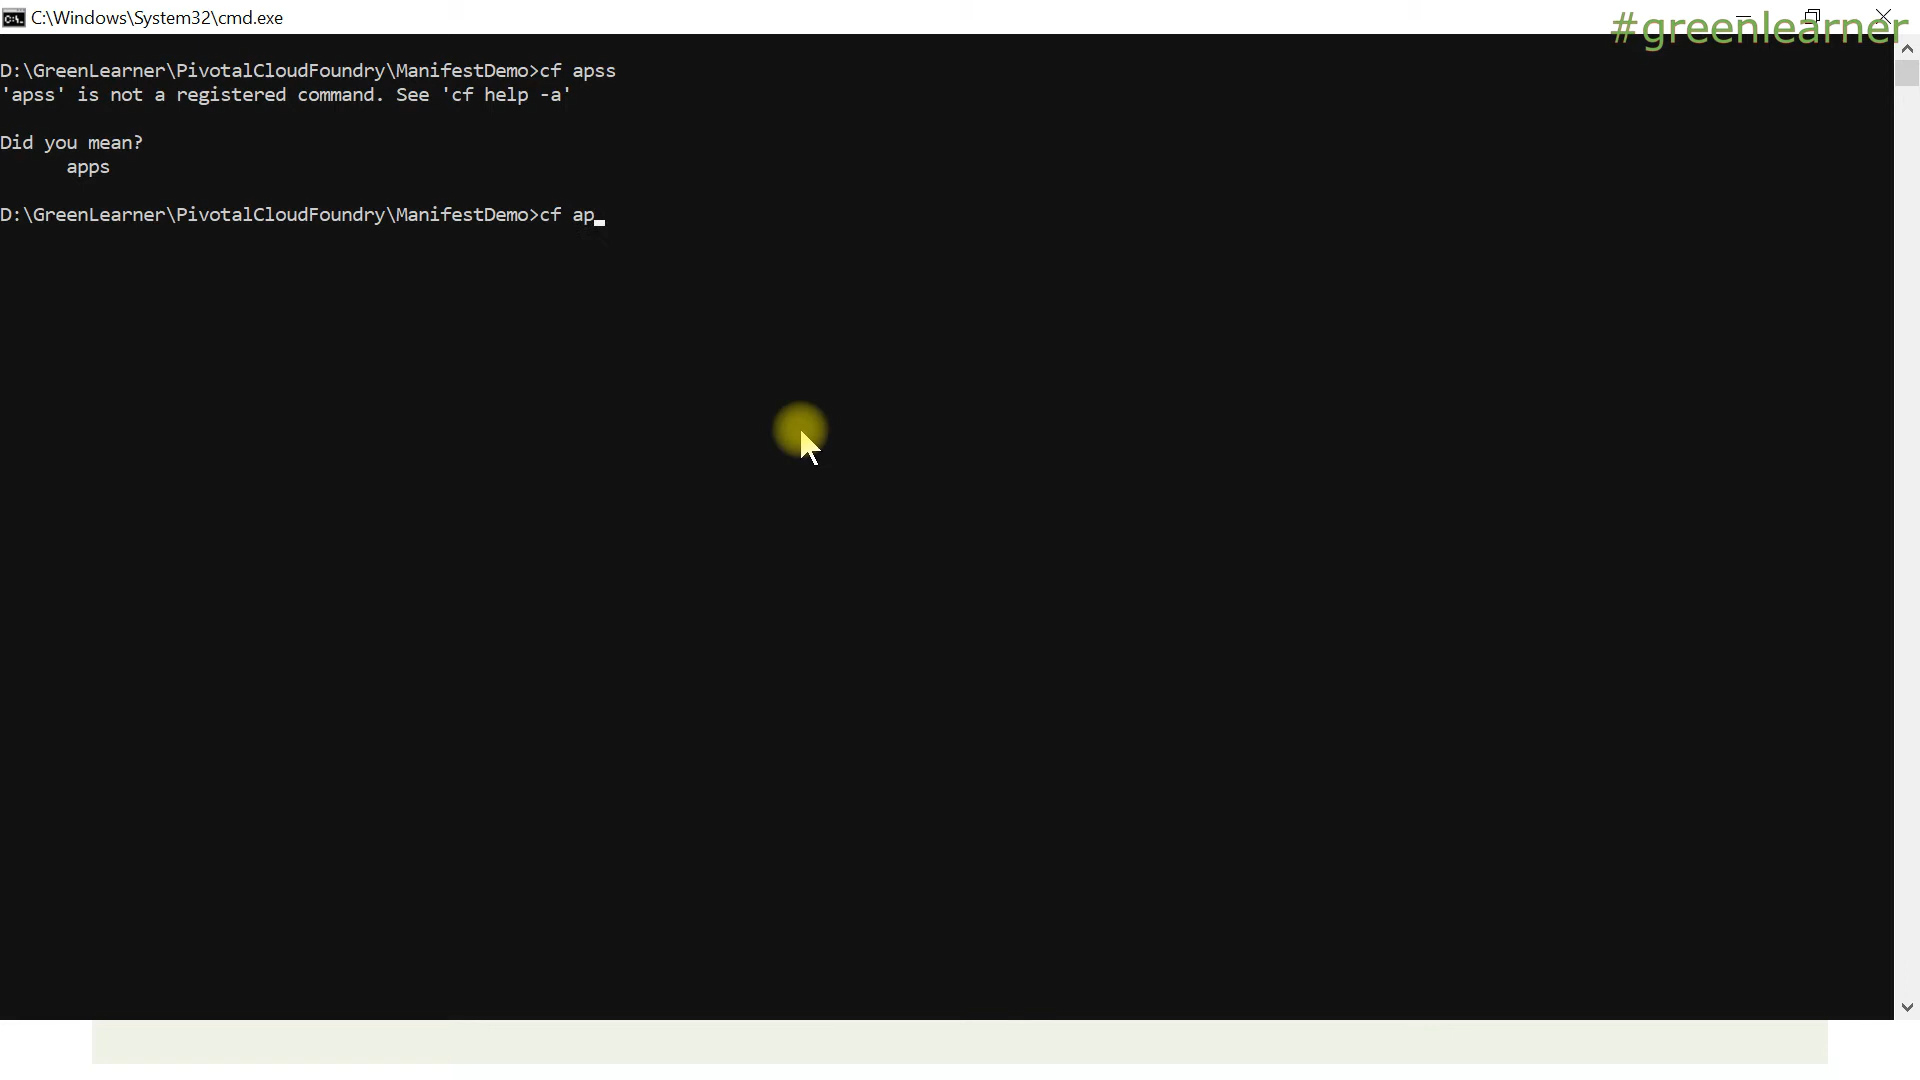 C:\Windows\System32\cmd.exe
#greenlearner
D:\GreenLearner\PivotalCloudFoundry\ManifestDemo>cf apss
'apss' is not a registered command. See 'cf help -a'
Did you mean?
apps
D:\GreenLearner\PivotalCloudFoundry\ManifestDemo>cf ap